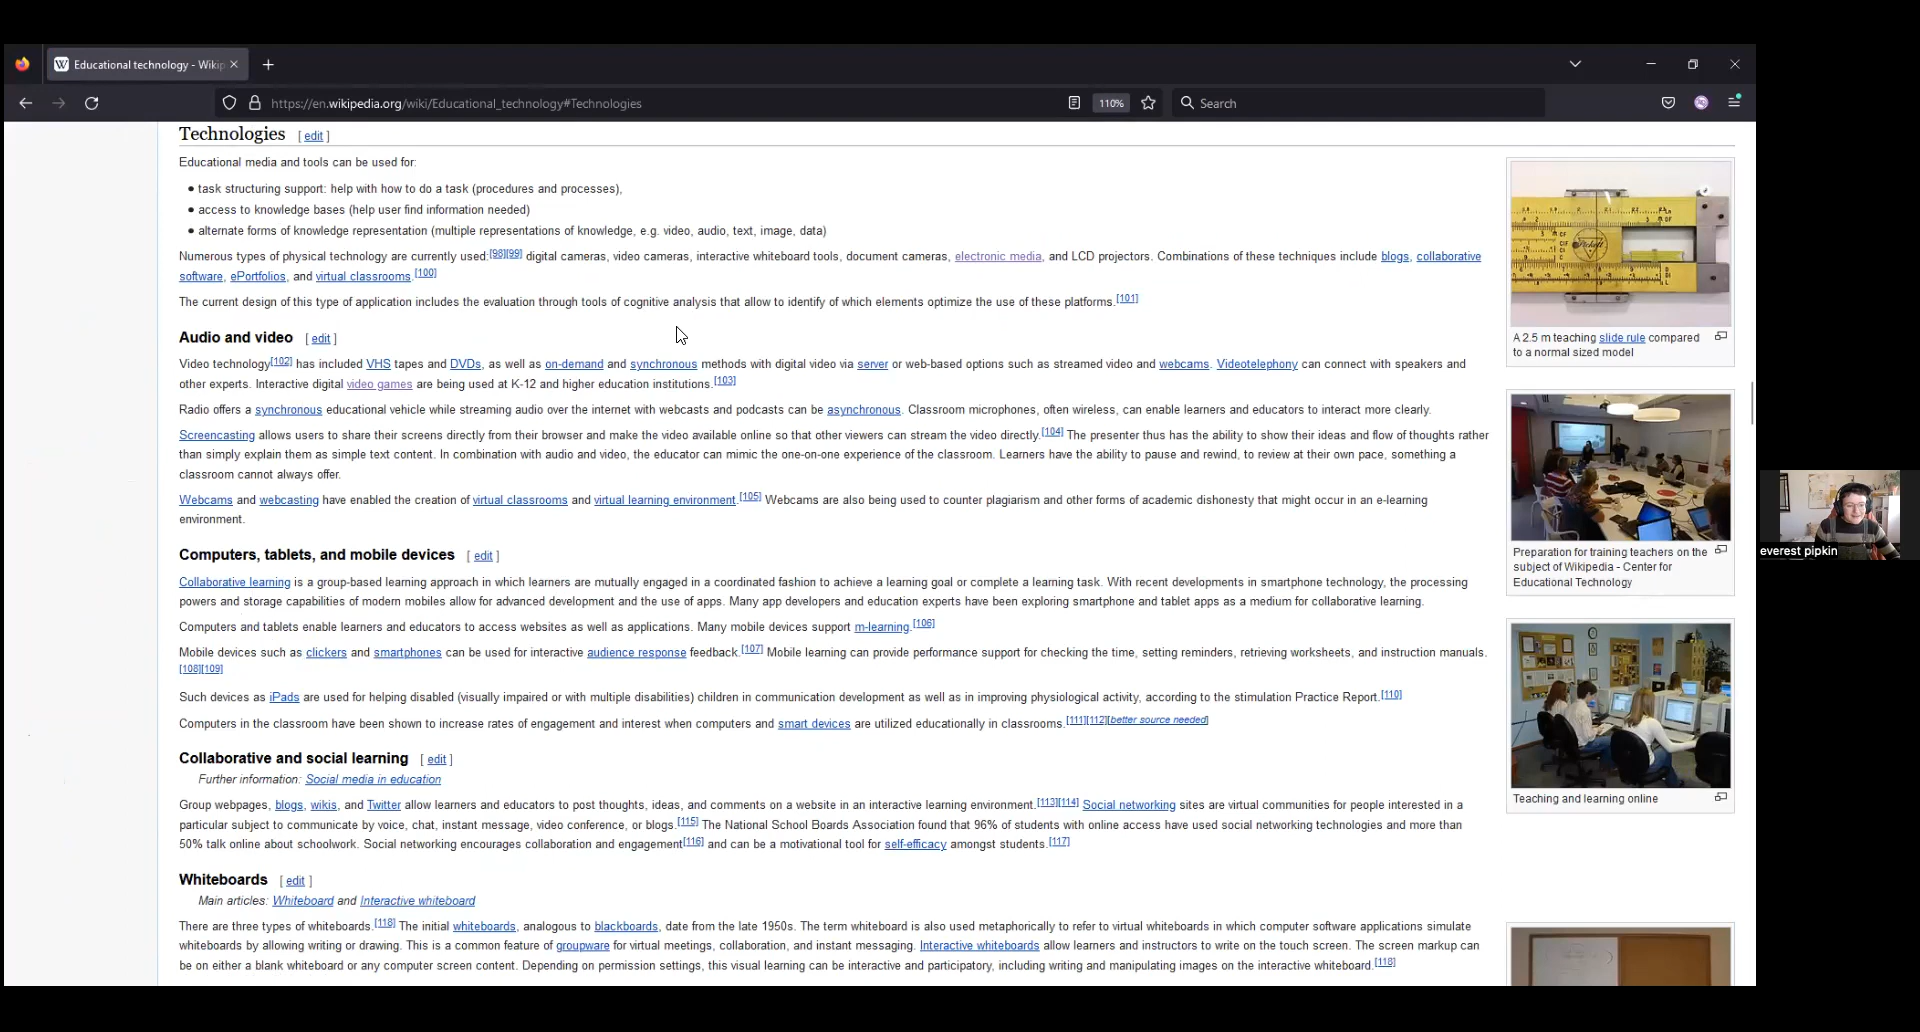 Educational technology - Wikip
https://en.wikipedia.org/wiki/Educational_technology#Technologies
110%
Search
Technologies [ edit ]
Educational media and tools can be used for:
• task structuring support: help with how to do a task (procedures and processes),
• access to knowledge bases (help user find information needed)
• alternate forms of knowledge representation (multiple representations of knowledge, e.g. video, audio, text, image, data)
Numerous types of physical technology are currently used:[98][99] digital cameras, video cameras, interactive whiteboard tools, document cameras, electronic media, and LCD projectors. Combinations of these techniques include blogs, collaborative
software, ePortfolios, and virtual classrooms.[100]
The current design of this type of application includes the evaluation through tools of cognitive analysis that allow to identify of which elements optimize the use of these platforms.[101]
Audio and video [ edit ]
Video technology[102] has included VHS tapes and DVDs, as well as on-demand and synchronous methods with digital video via server or web-based options such as streamed video and webcams. Videotelephony can connect with speakers and
other experts. Interactive digital video games are being used at K-12 and higher education institutions.[103]
Radio offers a synchronous educational vehicle while streaming audio over the internet with webcasts and podcasts can be asynchronous. Classroom microphones, often wireless, can enable learners and educators to interact more clearly.
Screencasting allows users to share their screens directly from their browser and make the video available online so that other viewers can stream the video directly.[104] The presenter thus has the ability to show their ideas and flow of thoughts rather
than simply explain them as simple text content. In combination with audio and video, the educator can mimic the one-on-one experience of the classroom. Learners have the ability to pause and rewind, to review at their own pace, something a
classroom cannot always offer.
Webcams and webcasting have enabled the creation of virtual classrooms and virtual learning environment.[105] Webcams are also being used to counter plagiarism and other forms of academic dishonesty that might occur in an e-learning
environment.
Computers, tablets, and mobile devices [ edit ]
Collaborative learning is a group-based learning approach in which learners are mutually engaged in a coordinated fashion to achieve a learning goal or complete a learning task. With recent developments in smartphone technology, the processing
powers and storage capabilities of modern mobiles allow for advanced development and the use of apps. Many app developers and education experts have been exploring smartphone and tablet apps as a medium for collaborative learning.
Computers and tablets enable learners and educators to access websites as well as applications. Many mobile devices support m-learning.[106]
Mobile devices such as clickers and smartphones can be used for interactive audience response feedback.[107] Mobile learning can provide performance support for checking the time, setting reminders, retrieving worksheets, and instruction manuals.
[108][109]
Such devices as iPads are used for helping disabled (visually impaired or with multiple disabilities) children in communication development as well as in improving physiological activity, according to the stimulation Practice Report.[110]
Computers in the classroom have been shown to increase rates of engagement and interest when computers and smart devices are utilized educationally in classrooms.[111][112][better source needed]
Collaborative and social learning [ edit ]
Further information: Social media in education
Group webpages, blogs, wikis, and Twitter allow learners and educators to post thoughts, ideas, and comments on a website in an interactive learning environment.[113][114] Social networking sites are virtual communities for people interested in a
particular subject to communicate by voice, chat, instant message, video conference, or blogs.[115] The National School Boards Association found that 96% of students with online access have used social networking technologies and more than
50% talk online about schoolwork. Social networking encourages collaboration and engagement[116] and can be a motivational tool for self-efficacy amongst students.[117]
Whiteboards [ edit ]
Main articles: Whiteboard and Interactive whiteboard
There are three types of whiteboards.[118] The initial whiteboards, analogous to blackboards, date from the late 1950s. The term whiteboard is also used metaphorically to refer to virtual whiteboards in which computer software applications simulate
whiteboards by allowing writing or drawing. This is a common feature of groupware for virtual meetings, collaboration, and instant messaging. Interactive whiteboards allow learners and instructors to write on the touch screen. The screen markup can
be on either a blank whiteboard or any computer screen content. Depending on permission settings, this visual learning can be interactive and participatory, including writing and manipulating images on the interactive whiteboard.[118]
A 2.5 m teaching slide rule compared
to a normal sized model
Preparation for training teachers on the
subject of Wikipedia - Center for
Educational Technology
Teaching and learning online
everest pipkin